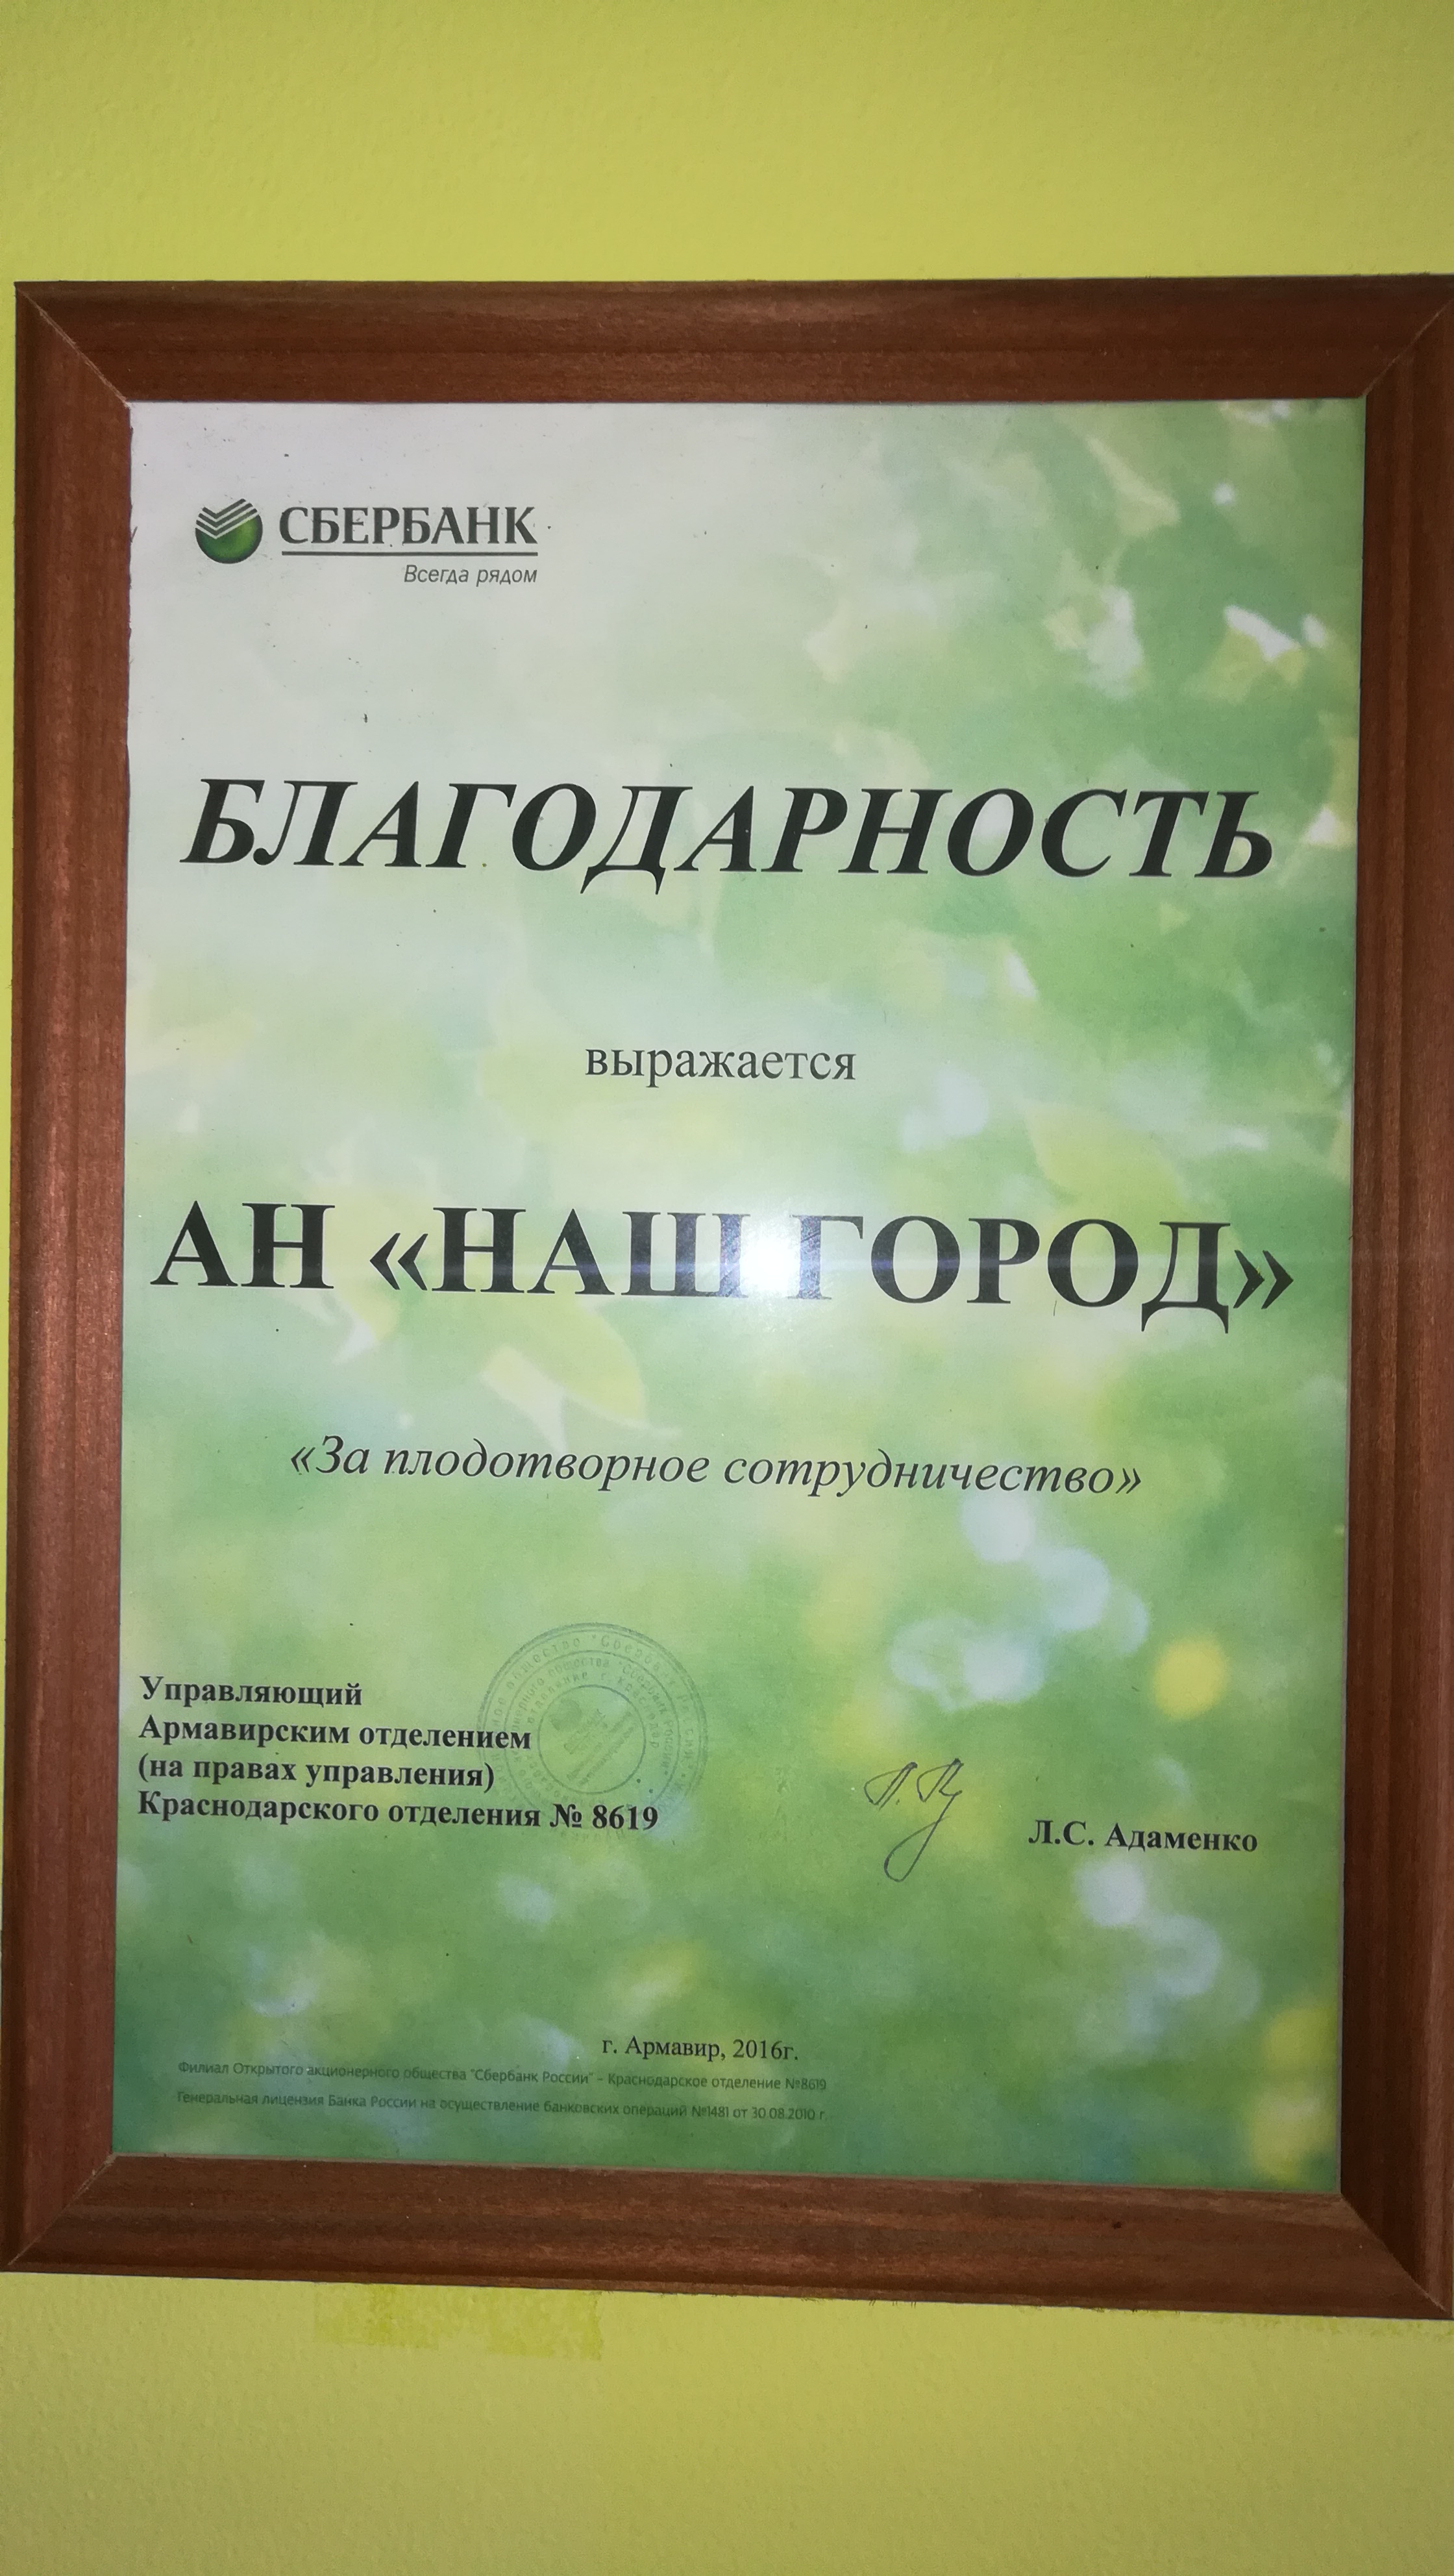 СБЕРБАНК
Всегда рядом
БЛАГОДАРНОСТЬ
выражается
АН «НАШ ГОРОД»
«За плодотворное сотрудничество»
Управляющий
Армавирским отделением
(на правах управления)
Краснодарского отделения № 8619
Л.С. Адаменко
г. Армавир, 2016г.
Филиал Открытого акционерного общества "Сбербанк России" - Краснодарское отделение №8619
Генеральная лицензия Банка России на осуществление банковских операций №1481 от 30.08.2010 г.